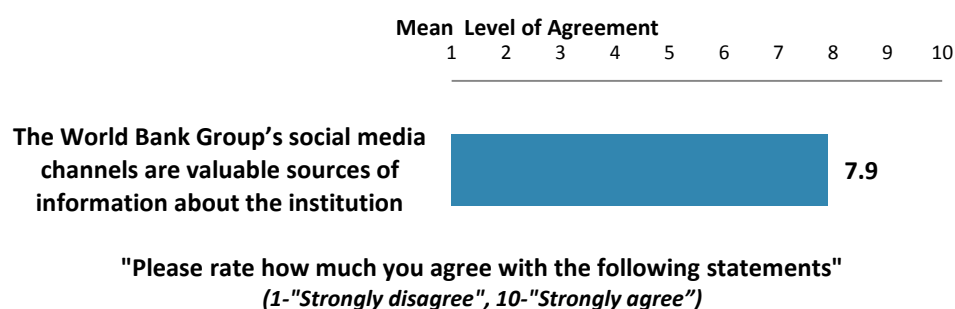 Mean Level of Agreement
1 2 3 4 5 6 7 8 9 10
The World Bank Group’s social media
channels are valuable sources of
information about the institution
7.9
"Please rate how much you agree with the following statements"
(1-"Strongly disagree", 10-"Strongly agree”)